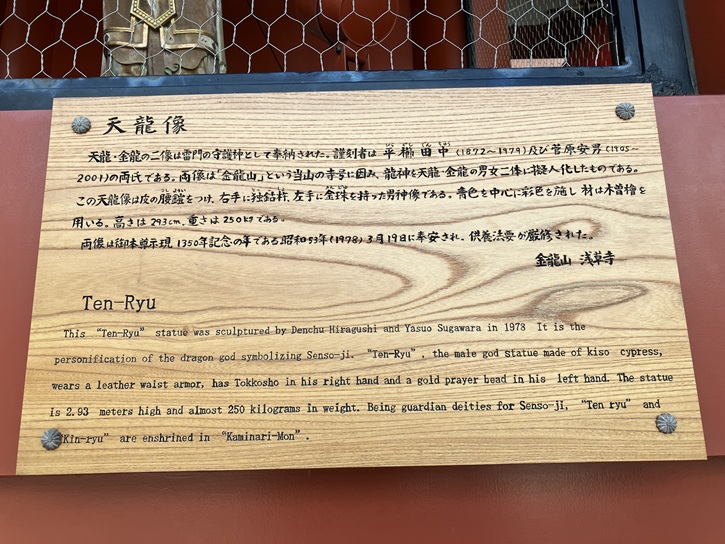 天龍像
天龍・金龍の二像は雷門の守護神として奉納された。謹刻者は 平櫛田中 (1872〜1979)及び菅原安男(1905〜
2001)の両氏である。両像は「金龍山」という当山の寺号に因み、龍神を天龍・金龍の男女二体に擬人化したものである。
この天龍像は皮の腰鎧をつけ、右手に独鈷杵、左手に金珠を持った男神像である。青色を中心に彩色を施し 材は木曽檜を
用いる。高さは293cm、重さは250kgである。
両像は御本尊示現 1350年記念の年である昭和53年(1978)3月19日に奉安され、供養法要が厳修された。
金龍山 浅草寺
Ten-Ryu
This “Ten-Ryu” statue was sculptured by Denchu Hiragushi and Yasuo Sugawara in 1978 It is the
personification of the dragon god symbolizing Senso-ji. “Ten-Ryu”, the male god statue made of kiso cypress,
wears a leather waist armor, has Tokkosho in his right hand and a gold prayer bead in his left hand. The statue
is 2.93 meters high and almost 250 kilograms in weight. Being guardian deities for Senso-ji, “Ten ryu” and
Kin-ryu” are enshrined in “Kaminari-Mon”.